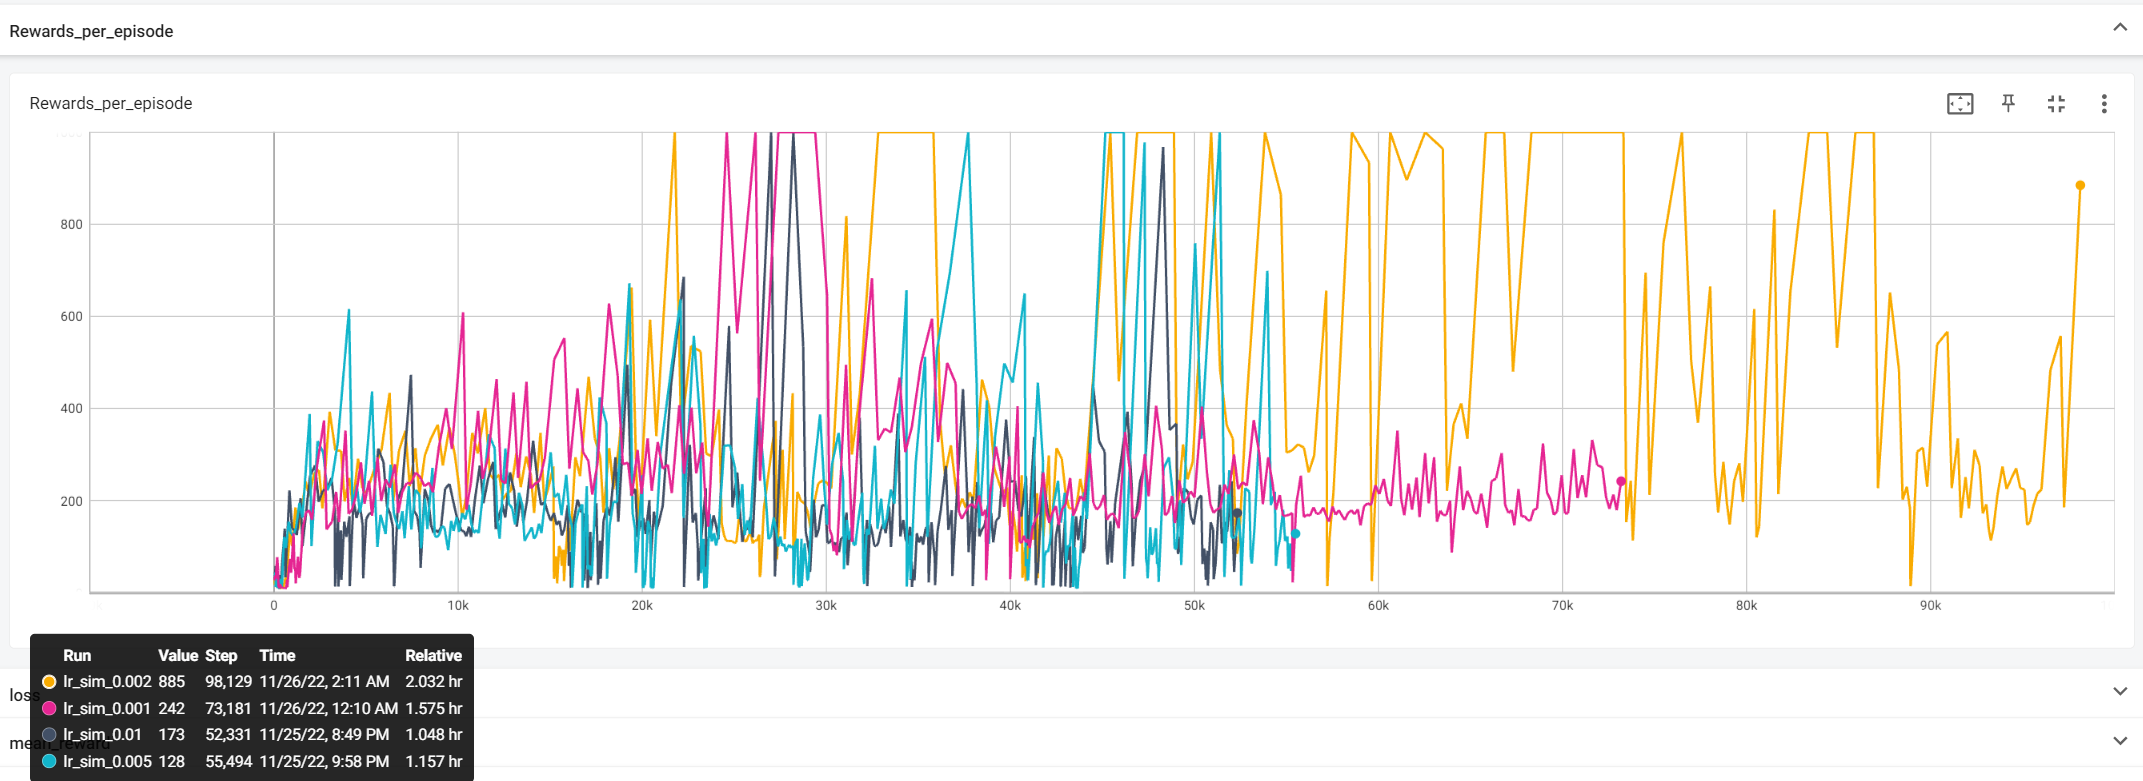 Rewards_per_episode
Rewards_per_episode
800
600
400
200
0 10k 20k 30k 40k 50k 60k 70k 80k 90k
Run Value Step Time Relative
lr_sim_0.002 885 98,129 11/26/22, 2:11 AM 2.032 hr
lr_sim_0.001 242 73,181 11/26/22, 12:10 AM 1.575 hr
lr_sim_0.01 173 52,331 11/25/22, 8:49 PM 1.048 hr
lr_sim_0.005 128 55,494 11/25/22, 9:58 PM 1.157 hr
loss
mean_reward